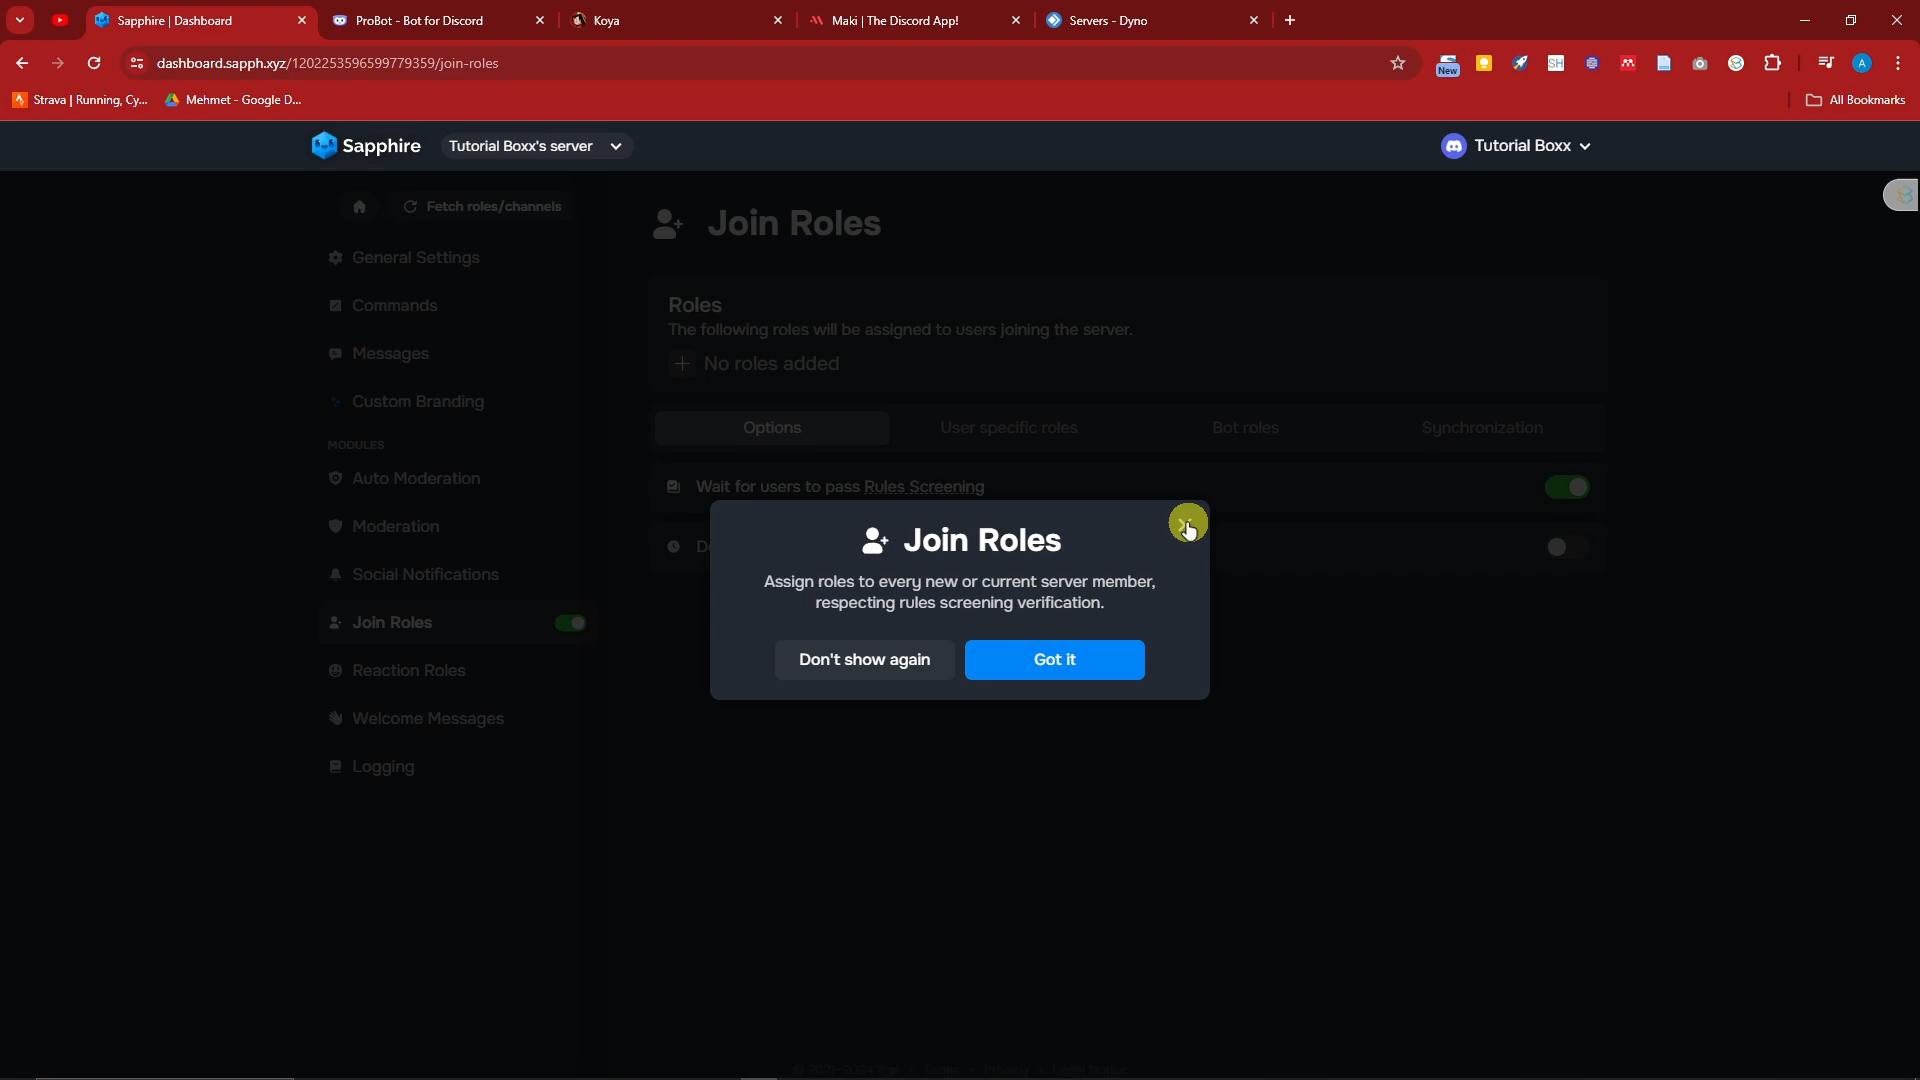 Sapphire | Dashboard
ProBot - Bot for Discord
Koya
Maki | The Discord App!
Servers - Dyno
dashboard.sapph.xyz/1202253596599779359/join-roles
New
SH
A
Strava | Running, Cy...
Mehmet - Google D...
All Bookmarks
Sapphire
Tutorial Boxx's server
Tutorial Boxx
Fetch roles/channels
General Settings
Commands
Messages
Custom Branding
MODULES
Auto Moderation
Moderation
Social Notifications
Join Roles
Reaction Roles
Welcome Messages
Logging
Join Roles
Roles
The following roles will be assigned to users joining the server.
No roles added
Options
User specific roles
Bot roles
Synchronization
Wait for users to pass Rules Screening
Join Roles
Assign roles to every new or current server member,
respecting rules screening verification.
Don't show again
Got it